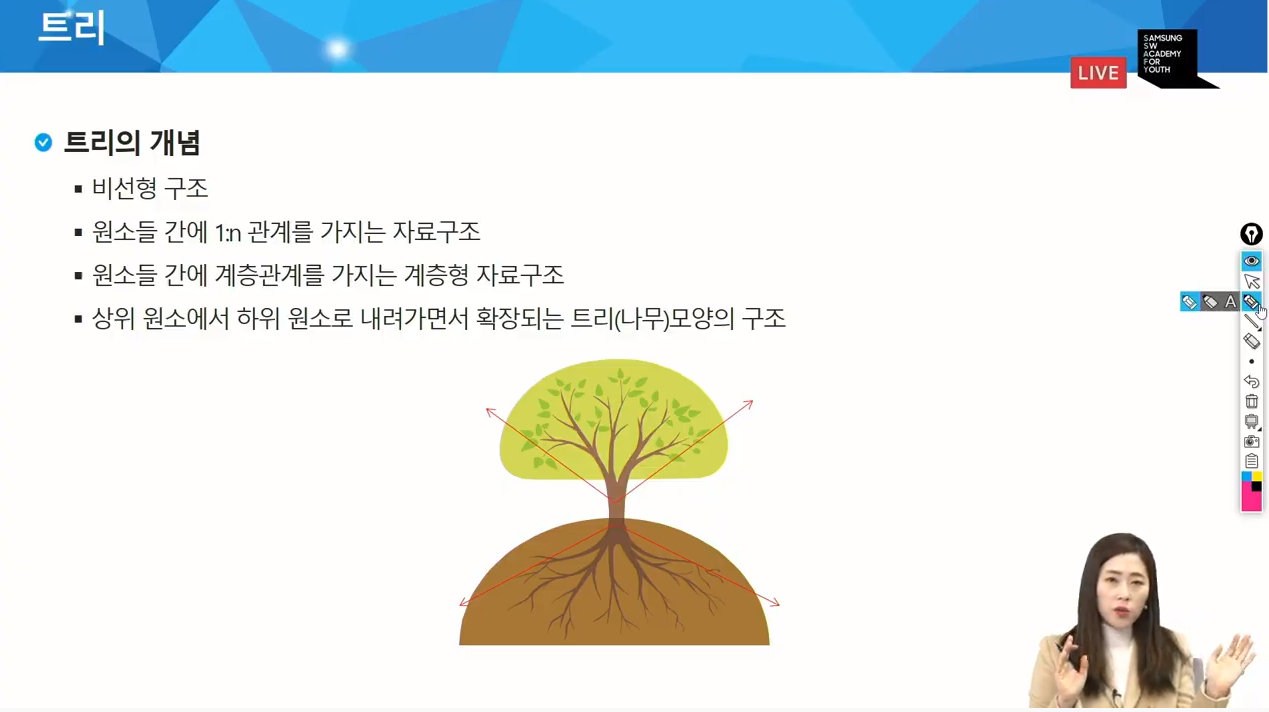 트리
LIVE
SAMSUNG
SW
ACADEMY
FOR
YOUTH
트리의 개념
비선형 구조
원소들 간에 1:n 관계를 가지는 자료구조
원소들 간에 계층관계를 가지는 계층형 자료구조
상위 원소에서 하위 원소로 내려가면서 확장되는 트리(나무)모양의 구조
A